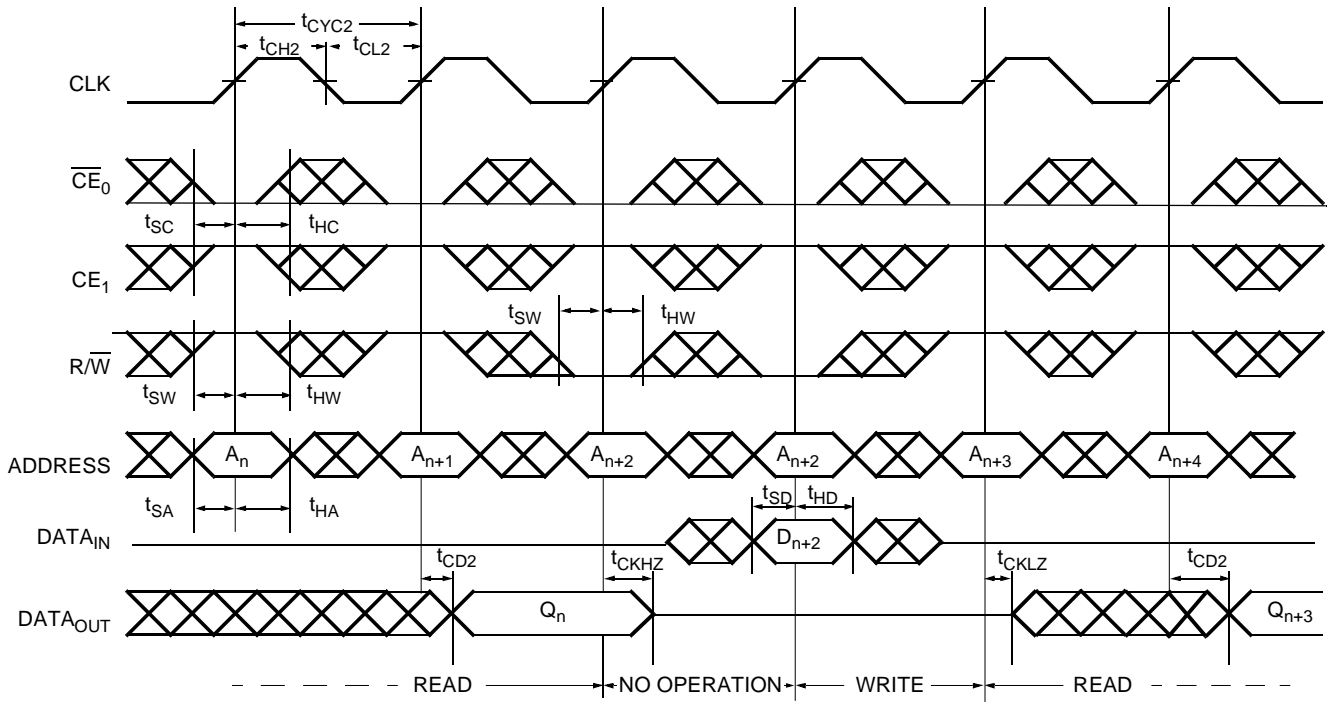 tCYC2
tCH2 tCL2
CLK
CE0
tSC tHC
CE1
tSW tHW
R/W
tSW tHW
ADDRESS An An+1 An+2 An+2 An+3 An+4
tSA tHA tSD tHD
DATAIN Dn+2
tCD2 tCKHZ tCKLZ tCD2
DATAOUT Qn Qn+3
READ NO OPERATION WRITE READ